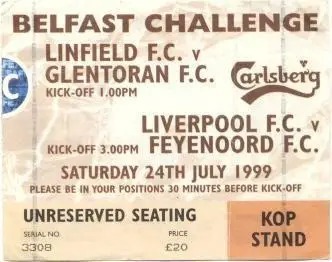 BELFAST CHALLENGE
LINFIELD F.C. v
GLENTORAN F.C.
KICK-OFF 1.00PM
Carlsberg
LIVERPOOL F.C. v
KICK-OFF 3.00PM FEYENOORD F.C.
SATURDAY 24TH JULY 1999
PLEASE BE IN YOUR POSITIONS 30 MINUTES BEFORE KICK-OFF
UNRESERVED SEATING
SERIAL NO. PRICE
3308 £20
KOP
STAND
C